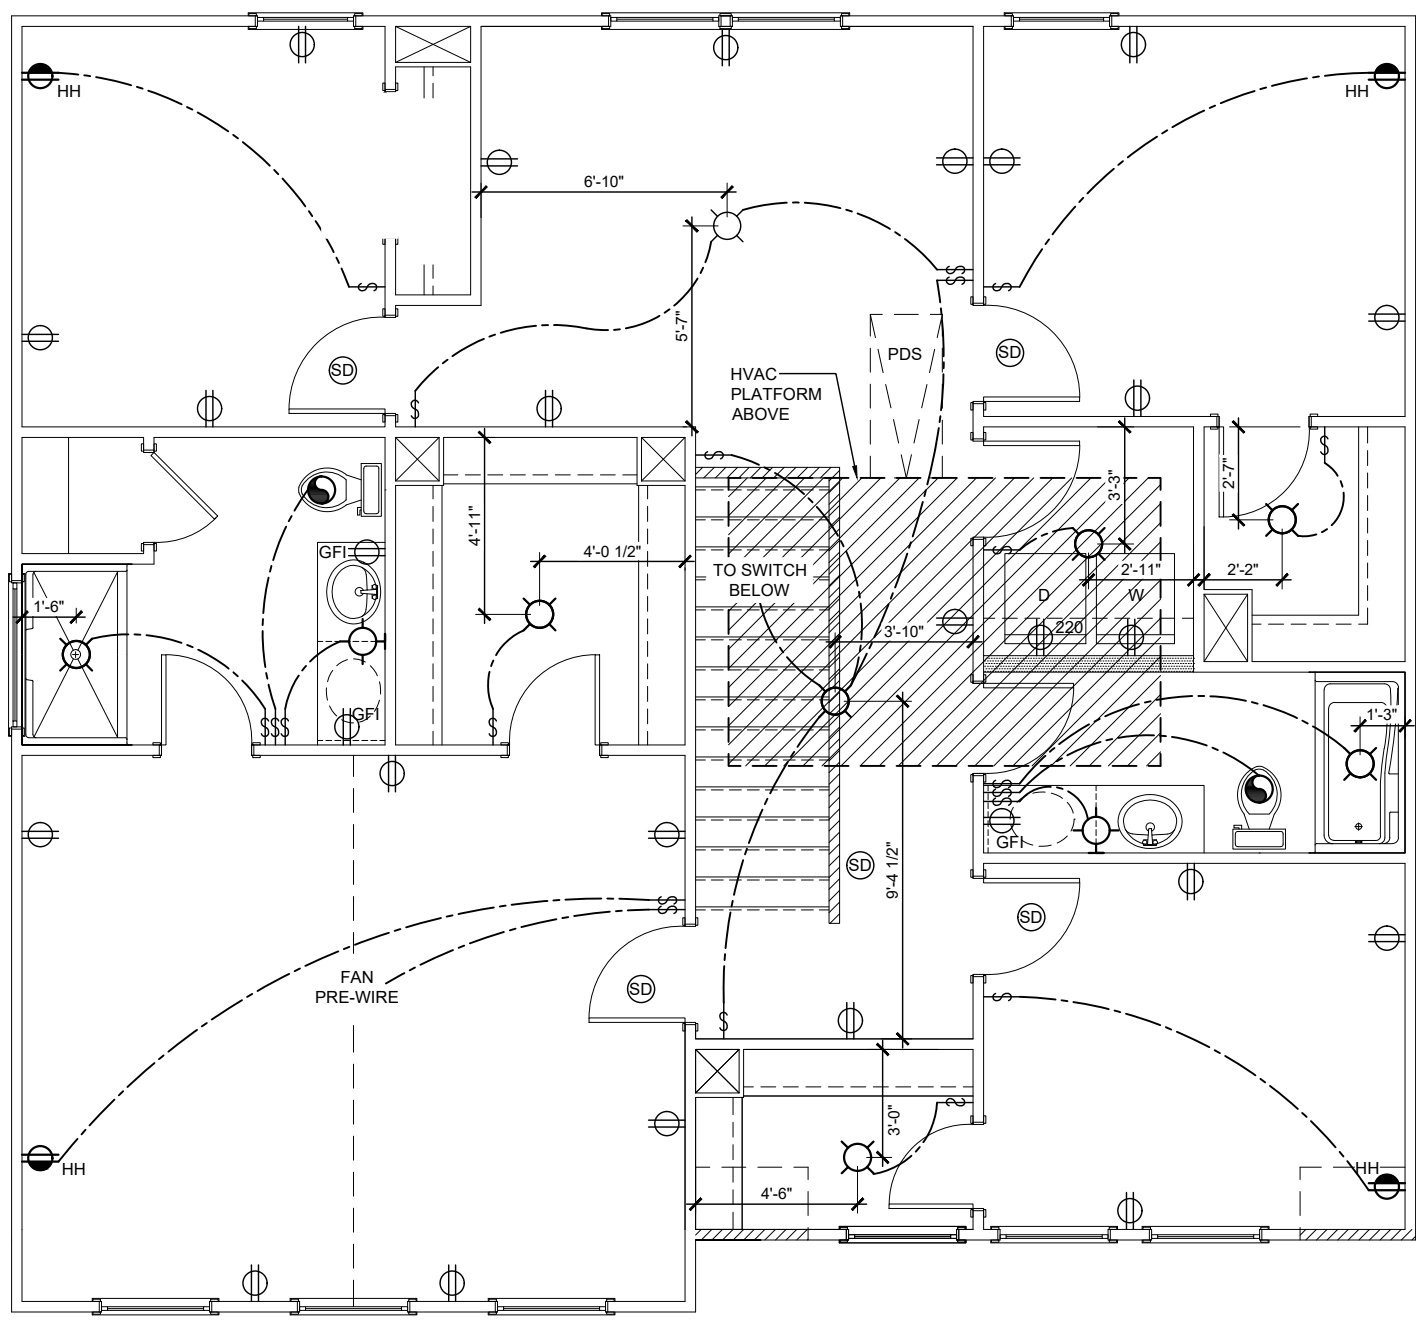 HH
HH
6'-10"
5'-7"
SD
SD
PDS
HVAC
PLATFORM
ABOVE
2'-7"
3'-3"
4'-11"
GFI
4'-0 1/2"
TO SWITCH
BELOW
2'-11"
2'-2"
D
W
1'-6"
220
3'-10"
GFI
1'-3"
GFI
SD
9'-4 1/2"
SD
FAN
PRE-WIRE
SD
3'-0"
HH
HH
4'-6"